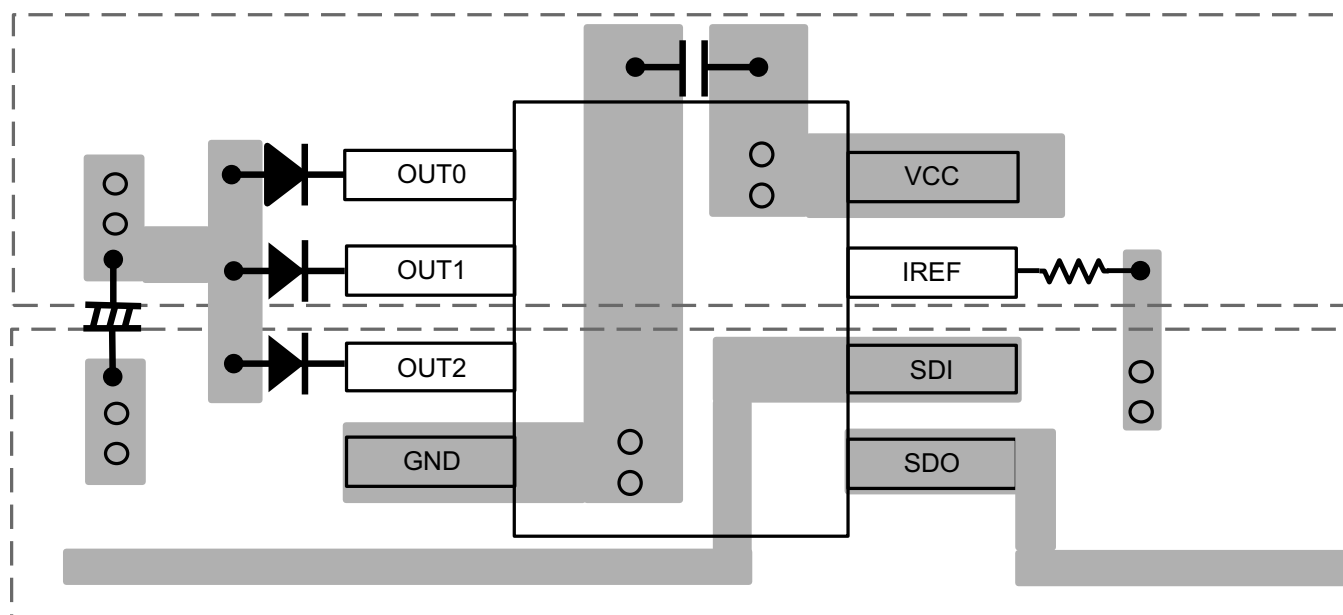 OUT0
VCC
OUT1
IREF
OUT2
SDI
GND
SDO